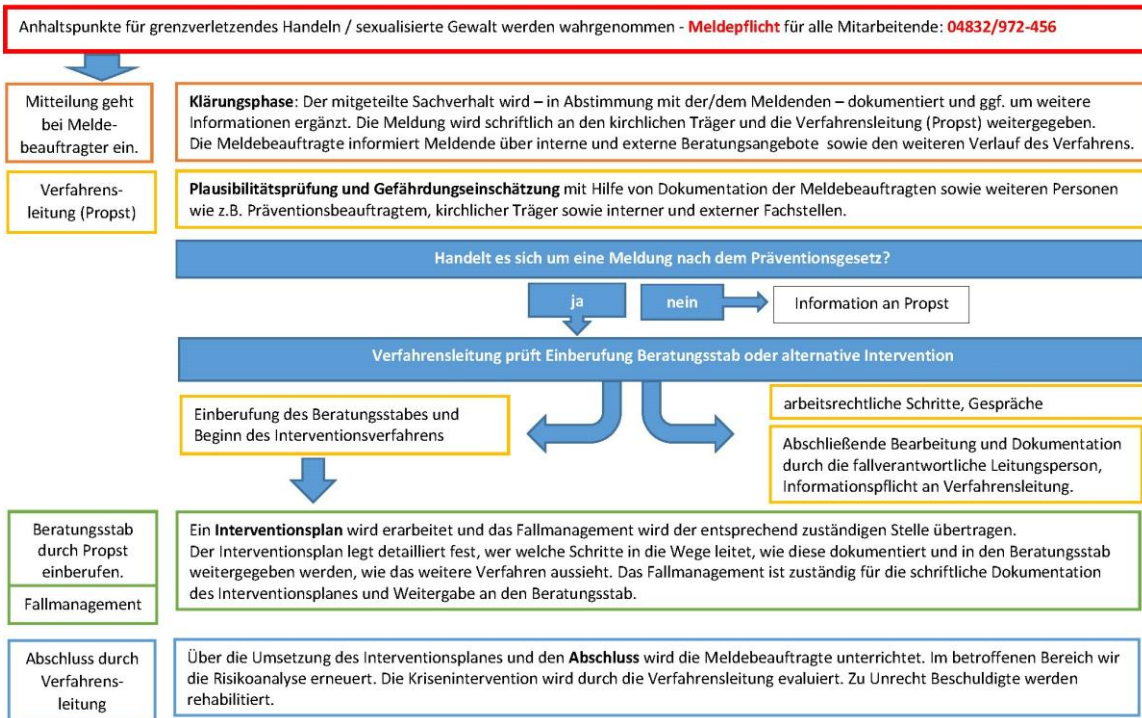 Anhaltspunkte für grenzverletzendes Handeln / sexualisierte Gewalt werden wahrgenommen - Meldepflicht für alle Mitarbeitende: 04832/972-456
Mitteilung geht
bei Melde-
beauftragter ein.
Klärungsphase: Der mitgeteilte Sachverhalt wird – in Abstimmung mit der/dem Meldenden – dokumentiert und ggf. um weitere
Informationen ergänzt. Die Meldung wird schriftlich an den kirchlichen Träger und die Verfahrensleitung (Propst) weitergegeben.
Die Meldebeauftragte informiert Meldende über interne und externe Beratungsangebote sowie den weiteren Verlauf des Verfahrens.
Verfahrens-
leitung (Propst)
Plausibilitätsprüfung und Gefährdungseinschätzung mit Hilfe von Dokumentation der Meldebeauftragten sowie weiteren Personen
wie z.B. Präventionsbeauftragtem, kirchlicher Träger sowie interner und externer Fachstellen.
Handelt es sich um eine Meldung nach dem Präventionsgesetz?
ja
nein
Information an Propst
Verfahrensleitung prüft Einberufung Beratungsstab oder alternative Intervention
Einberufung des Beratungsstabes und
Beginn des Interventionsverfahrens
arbeitsrechtliche Schritte, Gespräche
Abschließende Bearbeitung und Dokumentation
durch die fallverantwortliche Leitungsperson,
Informationspflicht an Verfahrensleitung.
Beratungsstab
durch Propst
einberufen.
Fallmanagement
Ein Interventionsplan wird erarbeitet und das Fallmanagement wird der entsprechend zuständigen Stelle übertragen.
Der Interventionsplan legt detailliert fest, wer welche Schritte in die Wege leitet, wie diese dokumentiert und in den Beratungsstab
weitergegeben werden, wie das weitere Verfahren aussieht. Das Fallmanagement ist zuständig für die schriftliche Dokumentation
des Interventionsplanes und Weitergabe an den Beratungsstab.
Abschluss durch
Verfahrens-
leitung
Über die Umsetzung des Interventionsplanes und den Abschluss wird die Meldebeauftragte unterrichtet. Im betroffenen Bereich wir
die Risikoanalyse erneuert. Die Krisenintervention wird durch die Verfahrensleitung evaluiert. Zu Unrecht Beschuldigte werden
rehabilitiert.